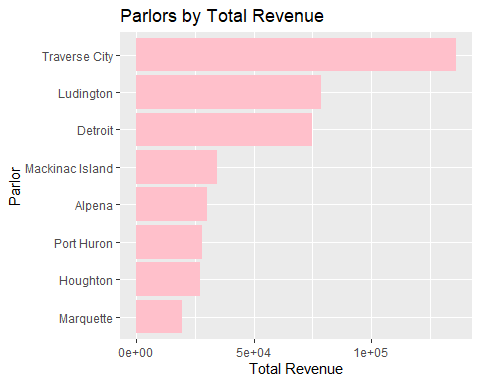 Parlors by Total Revenue
Traverse City
Ludington
Detroit
Mackinac Island
Alpena
Port Huron
Houghton
Marquette
Parlor
0e+00 5e+04 1e+05
Total Revenue